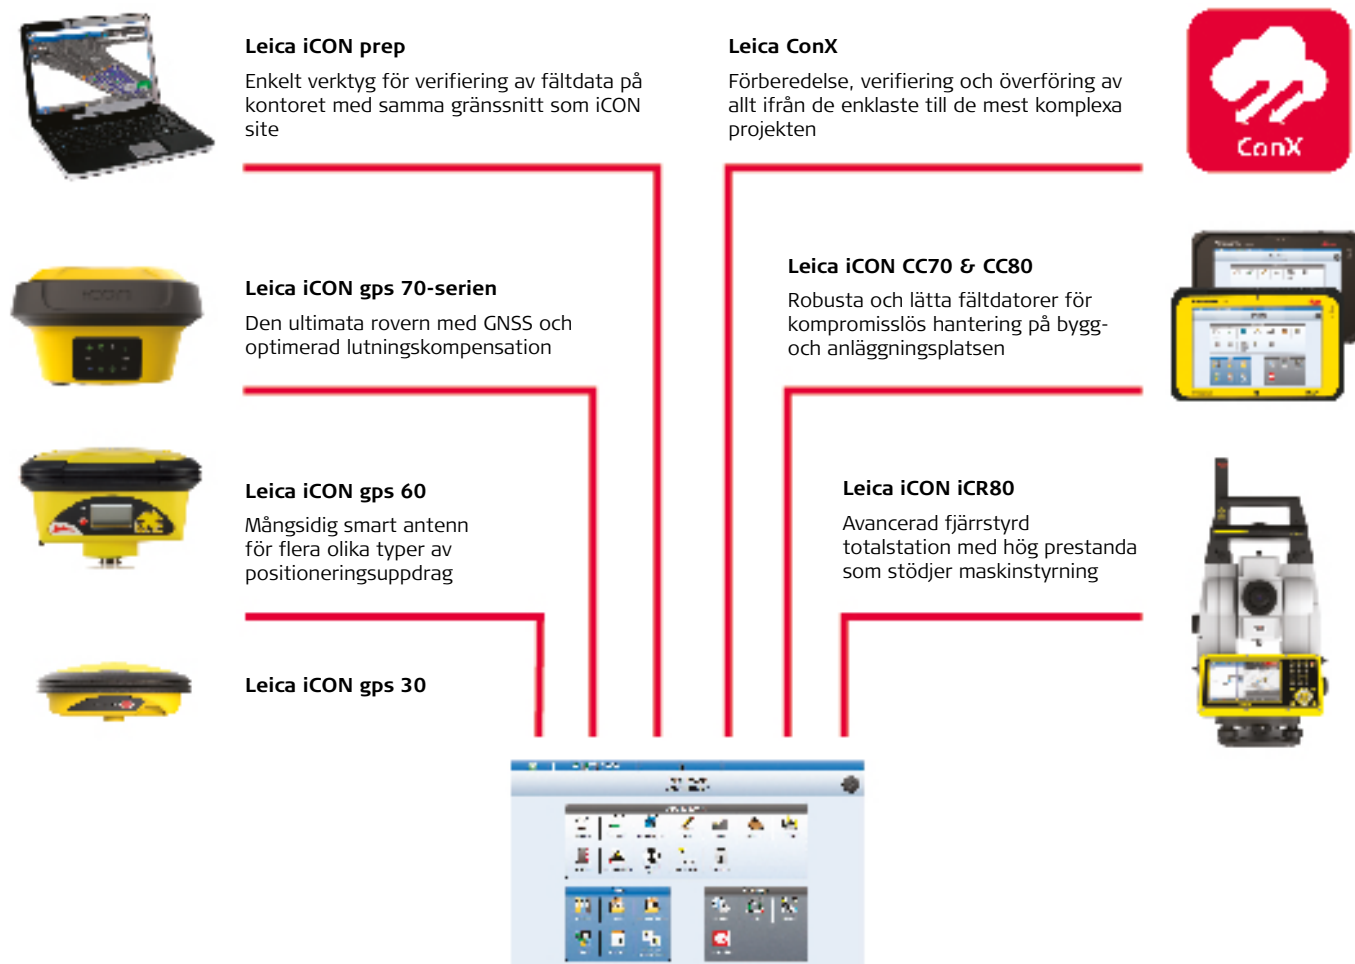 Leica iCON prep
Enkelt verktyg för verifiering av fältdata på
kontoret med samma gränssnitt som iCON
site
Leica ConX
Förberedelse, verifiering och överföring av
allt ifrån de enklaste till de mest komplexa
projekten
ConX
Leica iCON gps 70-serien
Den ultimata rovern med GNSS och
optimerad lutningskompensation
Leica iCON CC70 & CC80
Robusta och lätta fältdatorer för
kompromisslös hantering på bygg-
och anläggningsplatsen
Leica iCON gps 60
Mångsidig smart antenn
för flera olika typer av
positioneringsuppdrag
Leica iCON iCR80
Avancerad fjärrstyrd
totalstation med hög prestanda
som stödjer maskinstyrning
Leica iCON gps 30